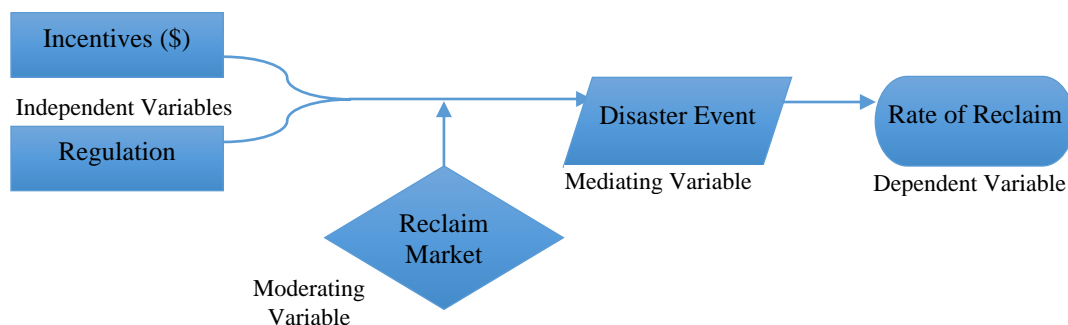 Incentives ($)
Independent Variables
Regulation
Disaster Event
Mediating Variable
Rate of Reclaim
Dependent Variable
Reclaim
Market
Moderating
Variable